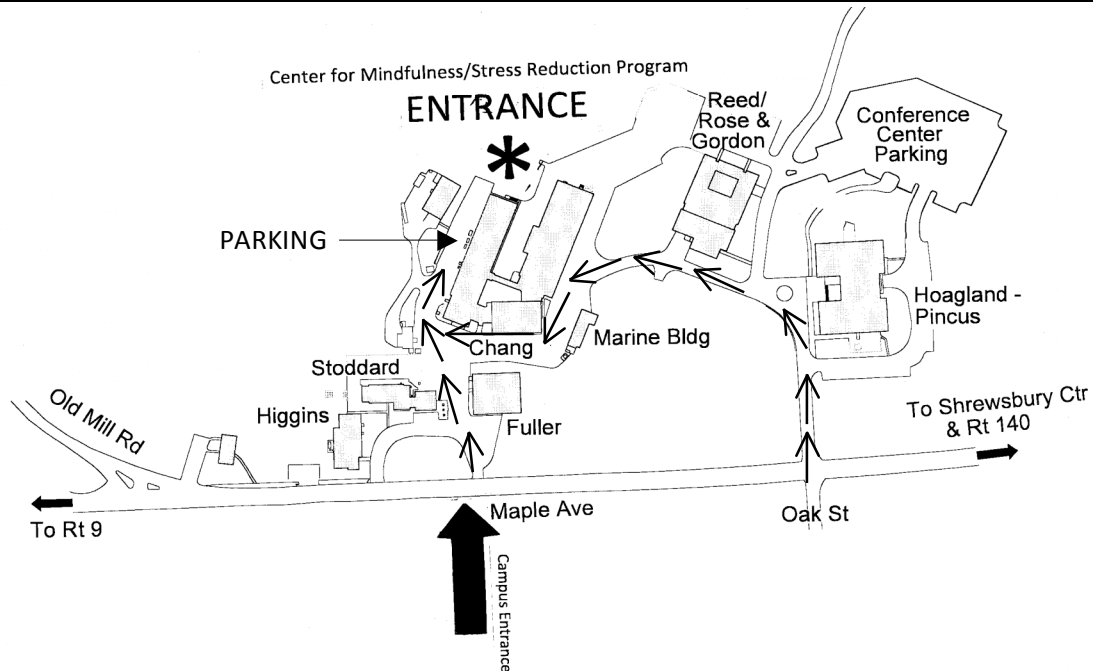 Center for Mindfulness/Stress Reduction Program
ENTRANCE
Reed/
Rose &
Gordon
Conference
Center
Parking
PARKING
Hoagland -
Pincus
Marine Bldg
Chang
Stoddard
Higgins
Fuller
Old Mill Rd
To Shrewsbury Ctr
& Rt 140
To Rt 9
Maple Ave
Oak St
Campus Entrance